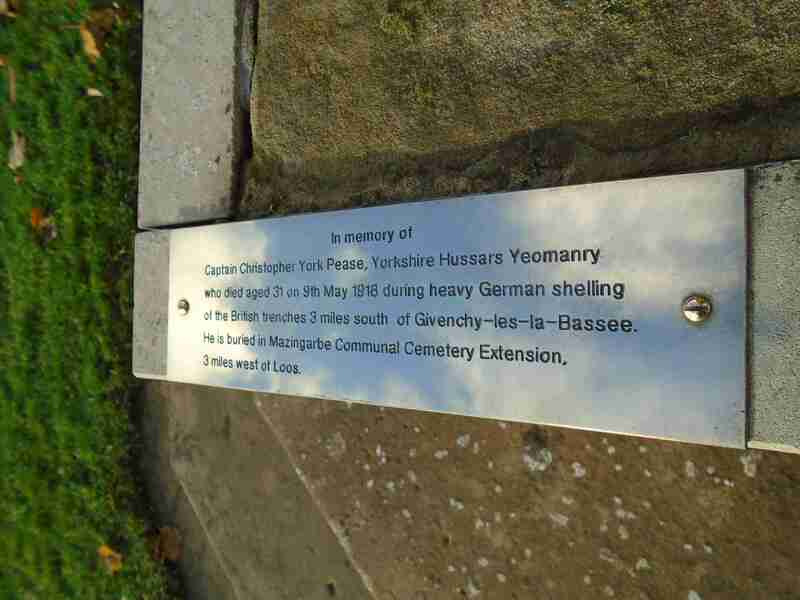 In memory of
Captain Christopher York Pease, Yorkshire Hussars Yeomanry
who died aged 31 on 9th May 1918 during heavy German shelling
of the British trenches 3 miles south of Givenchy-les-la-Bassee.
He is buried in Mazingarbe Communal Cemetery Extension,
3 miles west of Loos.